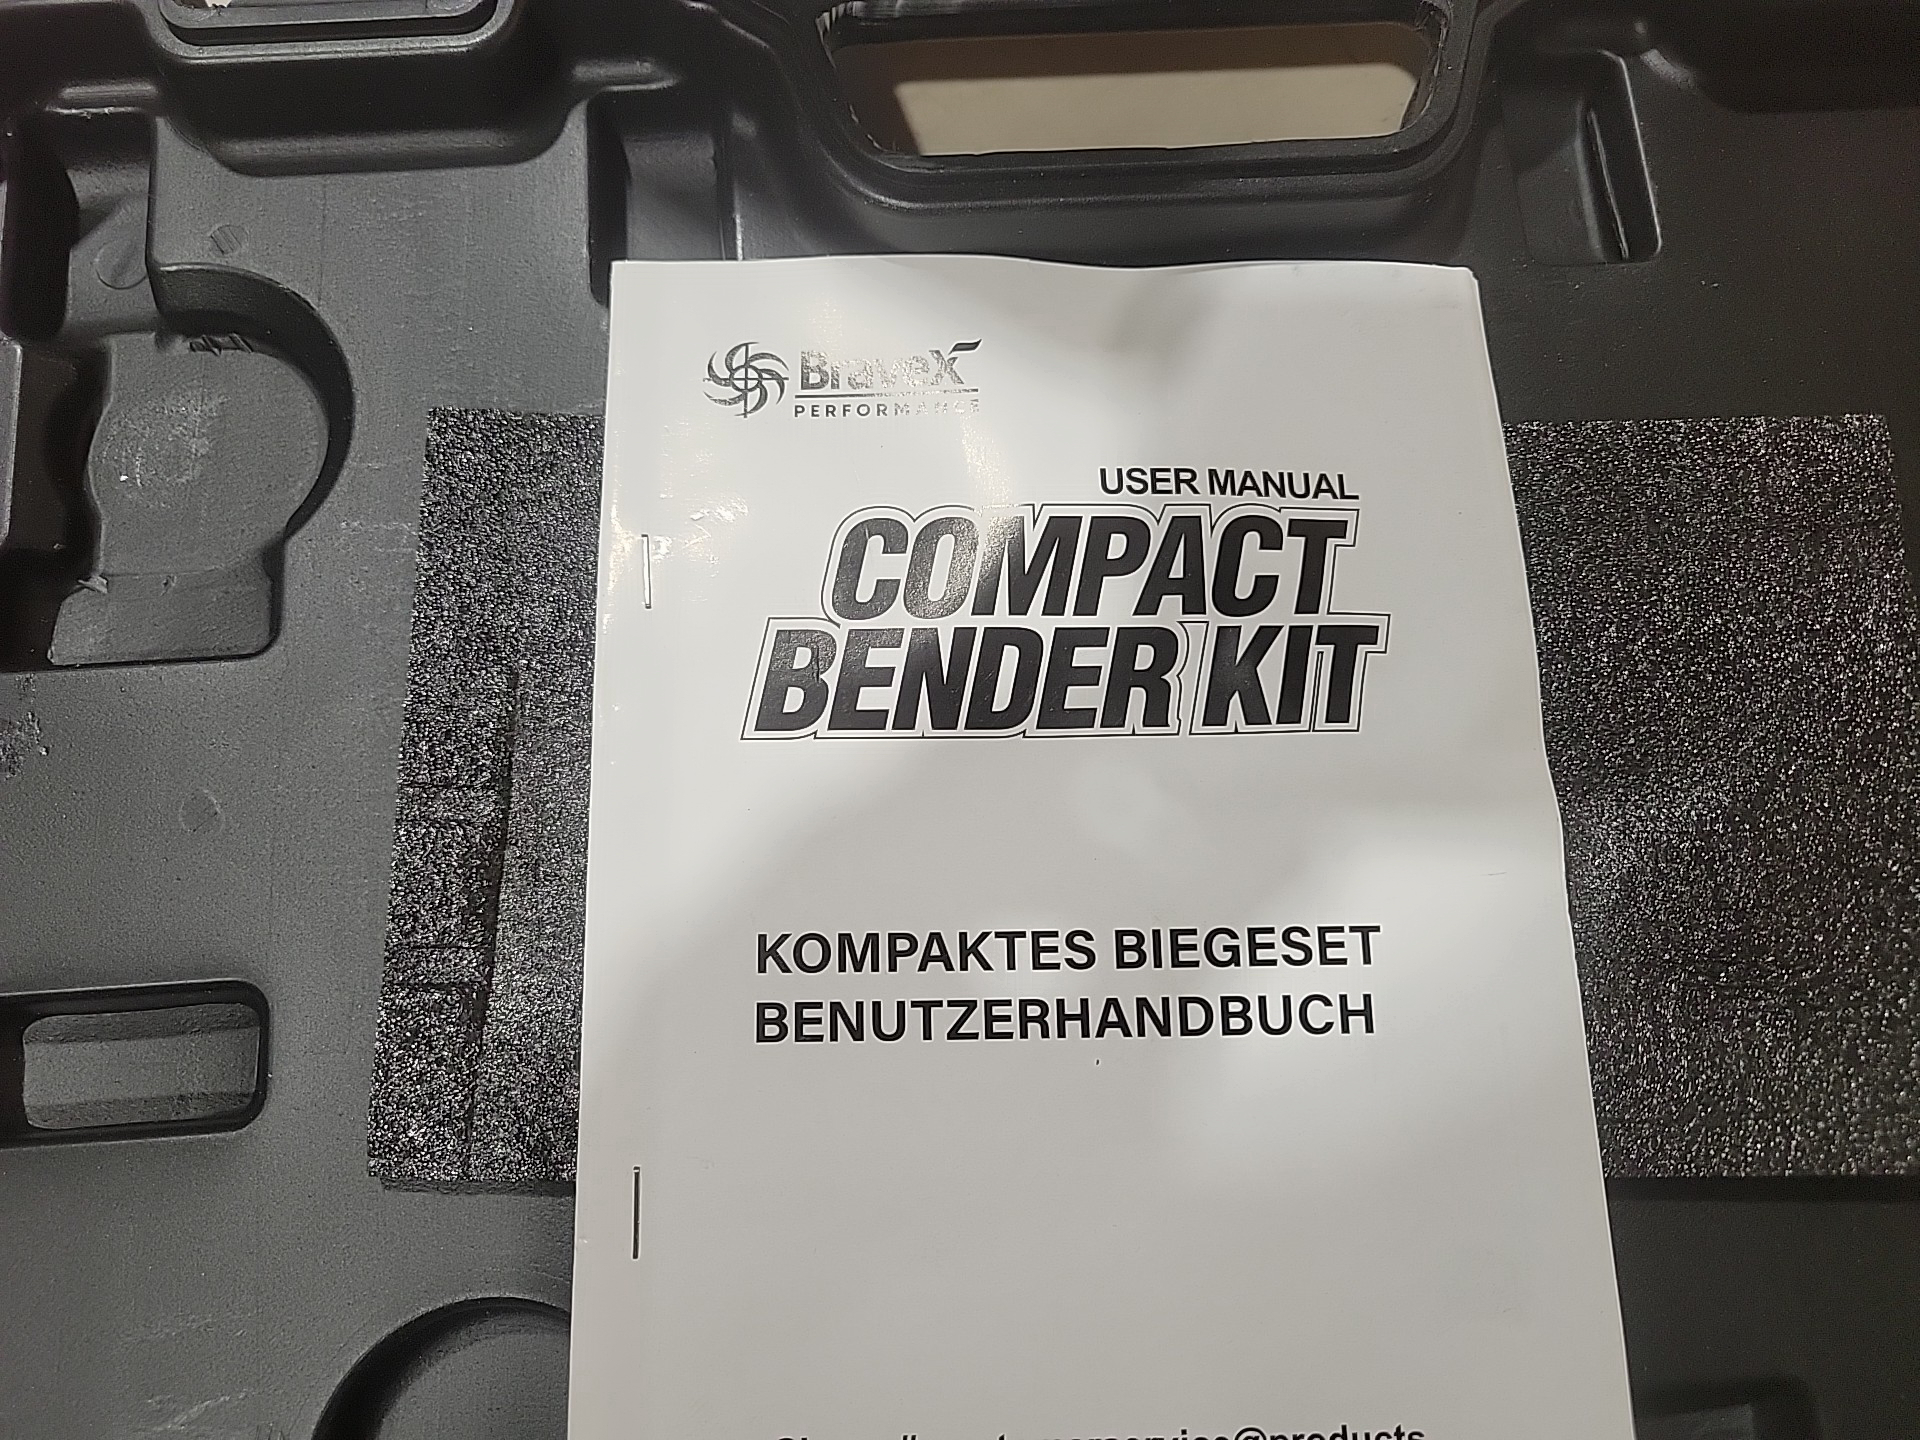 BraveX
PERFORMANCE
USER MANUAL
COMPACT
BENDER KIT
KOMPAKTES BIEGESET
BENUTZERHANDBUCH